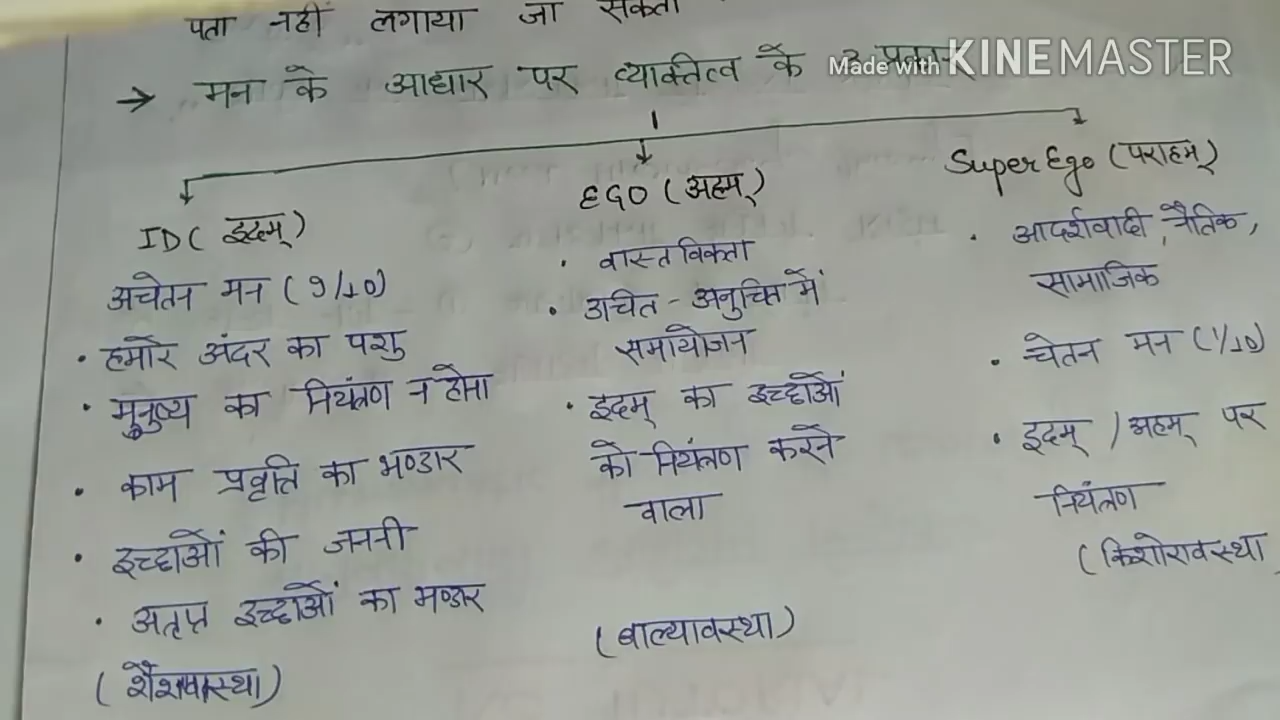 पता नहीं लगाया जा सकता
→ मन के आधार पर व्यक्तित्व के 3 प्रकार
Made with KINEMASTER
ID ( इदम् )
अचेतन मन ( 9/10 )
• हमारे अंदर का पशु
• मुनुष्य का नियंत्रण न होना
• काम प्रवृति का भण्डार
• इच्छाओं की जननी
• अतृप्त इच्छाओं का भण्डार
( शैशवास्था )
EGO ( अहम् )
• वास्तविकता
• उचित - अनुचित में
समायोजन
• इदम् का इच्छाओं
को नियंत्रण करने
वाला
( बाल्यावस्था )
Super Ego ( पराहम् )
• आदर्शवादी, नैतिक,
सामाजिक
• चेतन मन ( 1/10 )
• इदम् / अहम् पर
नियंत्रण
( किशोरावस्था